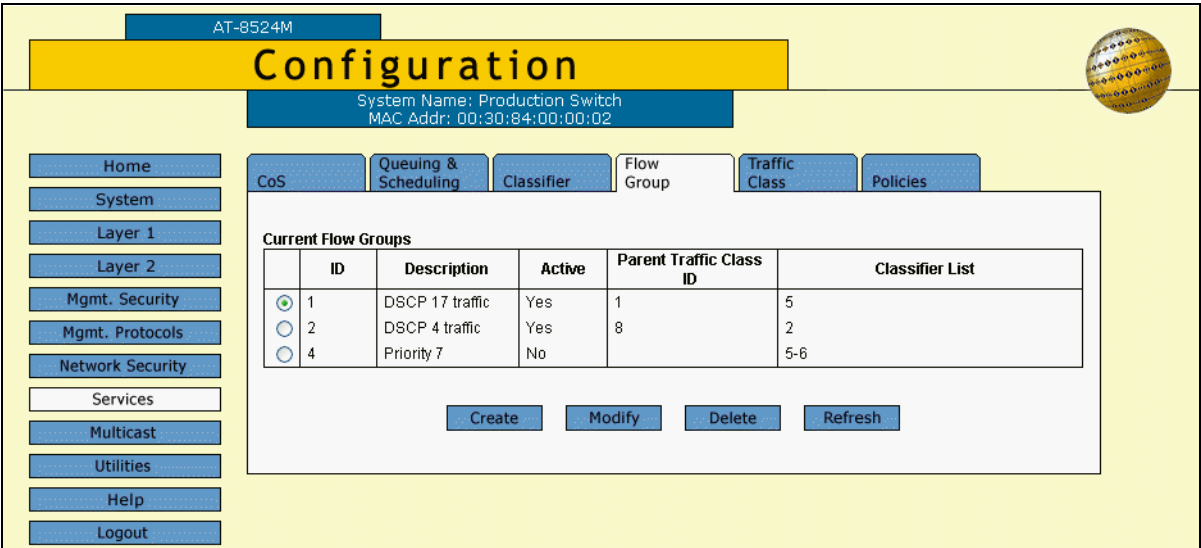 AT-8524M
Configuration
System Name: Production Switch
MAC Addr: 00:30:84:00:00:02
Home
System
Layer 1
Layer 2
Mgmt. Security
Mgmt. Protocols
Network Security
Services
Multicast
Utilities
Help
Logout
CoS
Queuing &
Scheduling
Classifier
Flow
Group
Traffic
Class
Policies
Current Flow Groups
ID Description Active Parent Traffic Class ID Classifier List
1 DSCP 17 traffic Yes 1 5
2 DSCP 4 traffic Yes 8 2
4 Priority 7 No 5-6
Create Modify Delete Refresh